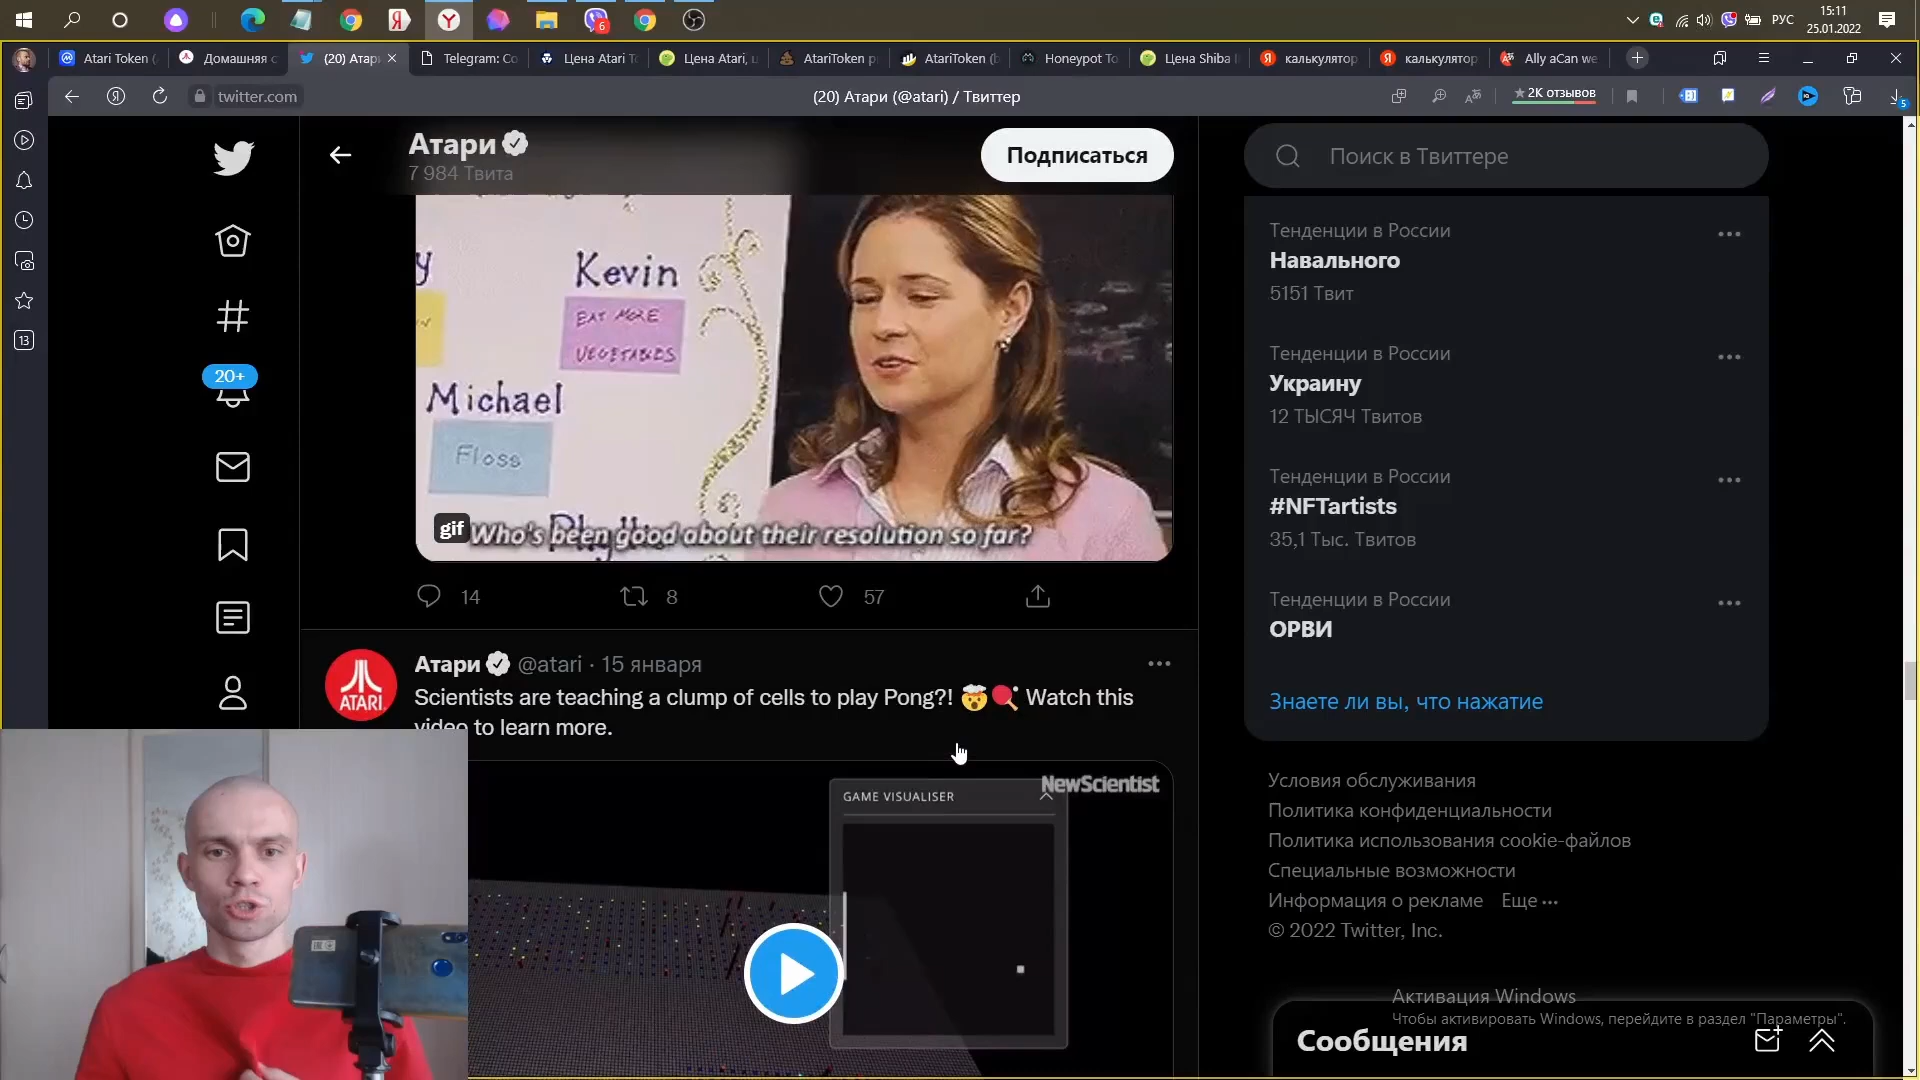 6
РУС
15:11
25.01.2022
Atari Token (
Домашняя с
(20) Атар
Telegram: Co
Цена Atari To
Цена Atari, ц
AtariToken p
AtariToken (b
Honeypot To
Цена Shiba I
калькулятор
калькулятор
Ally aCan we
twitter.com
(20) Атари (@atari) / Твиттер
★ 2K отзывов
5
13
Атари
7 984 Твита
Подписаться
Поиск в Твиттере
20+
y
Kevin
EAT MORE
VEGETABLES
Michael
Floss
gif
Who's been good about their resolution so far?
14
8
57
Атари @atari · 15 января
ATARI
Scientists are teaching a clump of cells to play Pong?! 🤯🏓 Watch this
video to learn more.
GAME VISUALISER
NewScientist
Тенденции в России
Навального
5151 Твит
Тенденции в России
Украину
12 ТЫСЯЧ Твитов
Тенденции в России
#NFTartists
35,1 Тыс. Твитов
Тенденции в России
ОРВИ
Знаете ли вы, что нажатие
Условия обслуживания
Политика конфиденциальности
Политика использования cookie-файлов
Специальные возможности
Информация о рекламе Еще ···
© 2022 Twitter, Inc.
Активация Windows
Чтобы активировать Windows, перейдите в раздел "Параметры".
Сообщения